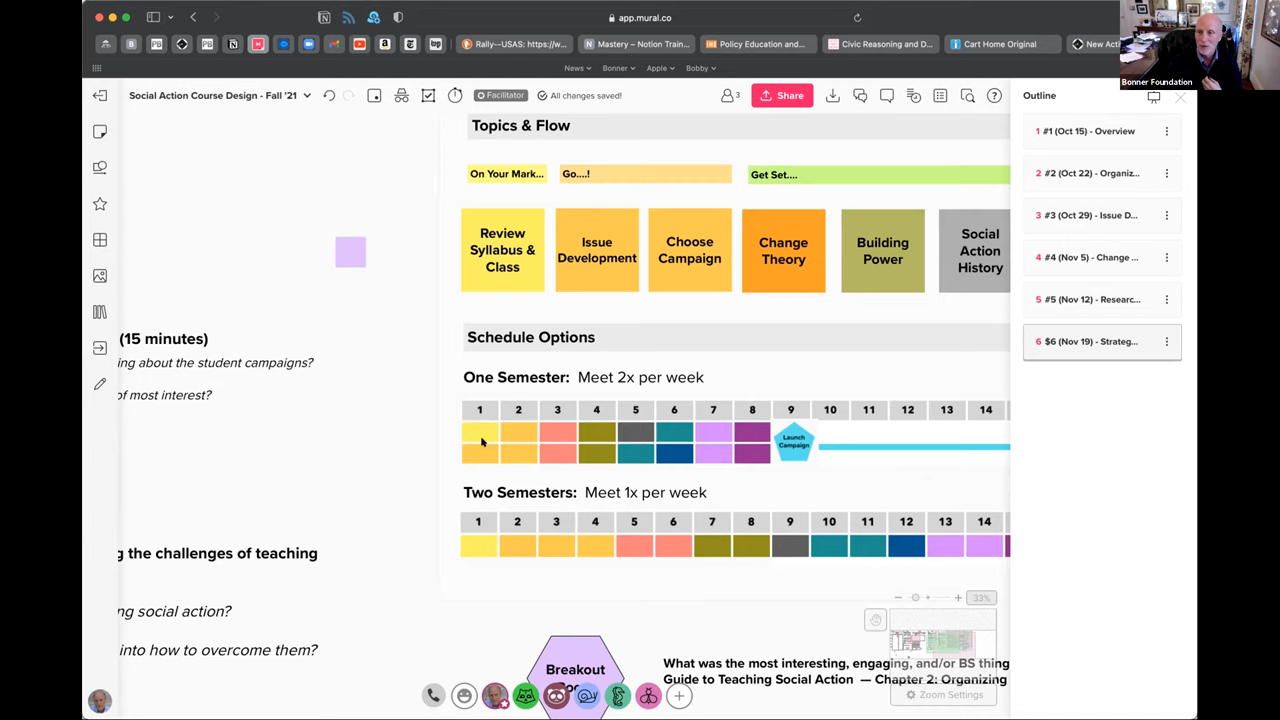 app.mural.co
Rally--USAS: https://w...
Mastery – Notion Train...
Policy Education and...
Civic Reasoning and D...
Cart Home Original
New Acti
News
Bonner
Apple
Bobby
Bonner Foundation
Social Action Course Design - Fall '21
Facilitator
All changes saved!
3
Share
Outline
Topics & Flow
1 #1 (Oct 15) - Overview
On Your Mark...
Go....!
Get Set....
2 #2 (Oct 22) - Organiz...
3 #3 (Oct 29) - Issue D...
Review
Syllabus &
Class
Issue
Development
Choose
Campaign
Change
Theory
Building
Power
Social
Action
History
4 #4 (Nov 5) - Change ...
5 #5 (Nov 12) - Researc...
6 $6 (Nov 19) - Strateg...
(15 minutes)
ing about the student campaigns?
of most interest?
Schedule Options
One Semester: Meet 2x per week
1 2 3 4 5 6 7 8 9 10 11 12 13 14
Launch
Campaign
Two Semesters: Meet 1x per week
1 2 3 4 5 6 7 8 9 10 11 12 13 14
g the challenges of teaching
ng social action?
into how to overcome them?
33%
Breakout
What was the most interesting, engaging, and/or BS thing
Guide to Teaching Social Action — Chapter 2: Organizing
Zoom Settings